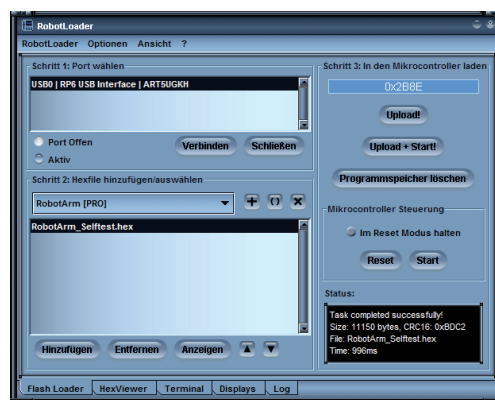 RobotLoader
RobotLoader Optionen Ansicht ?
Schritt 1: Port wählen
USB0 | RP6 USB Interface | ART5UGKH
Port Offen
Aktiv
Verbinden
Schließen
Schritt 2: Hexfile hinzufügen/auswählen
RobotArm [PRO]
RobotArm_Selftest.hex
Hinzufügen
Entfernen
Anzeigen
Schritt 3: In den Mikrocontroller laden
0x2B8E
Upload!
Upload + Start!
Programmspeicher löschen
Mikrocontroller Steuerung
Im Reset Modus halten
Reset
Start
Status:
Task completed successfully!
Size: 11150 bytes, CRC16: 0xBDC2
File: RobotArm_Selftest.hex
Time: 996ms
Flash Loader
HexViewer
Terminal
Displays
Log